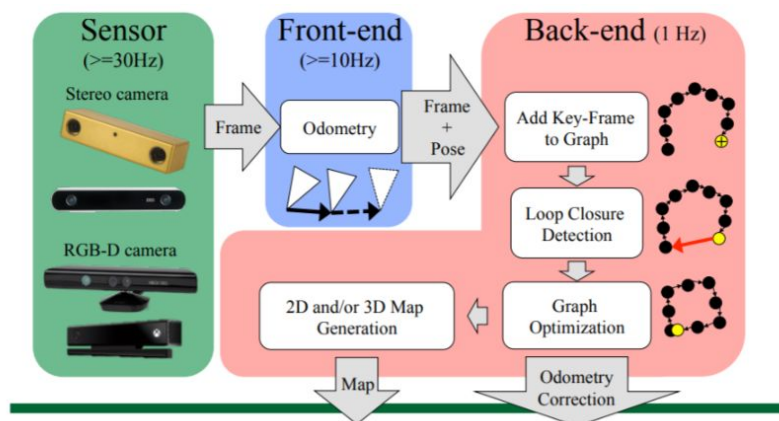 Sensor
(>=30Hz)
Stereo camera
RGB-D camera
Frame
Front-end
(>=10Hz)
Odometry
Frame
+
Pose
Back-end (1 Hz)
Add Key-Frame
to Graph
Loop Closure
Detection
Graph
Optimization
2D and/or 3D Map
Generation
Map
Odometry
Correction